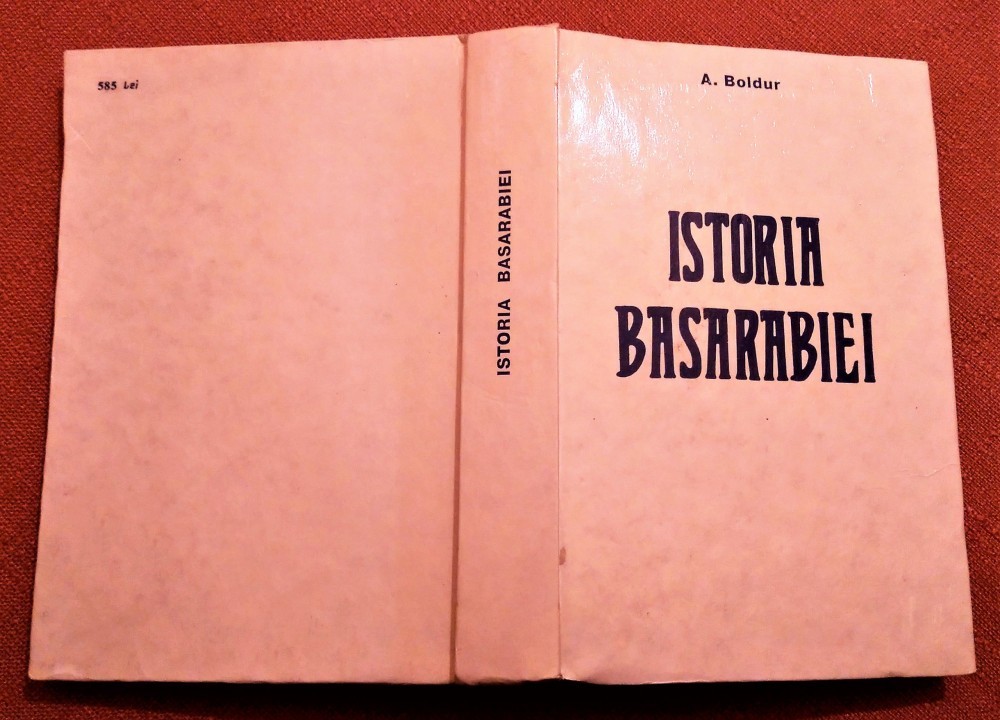 585 Lei
ISTORIA BASARABIEI
A. Boldur
ISTORIA
BASARABIEI